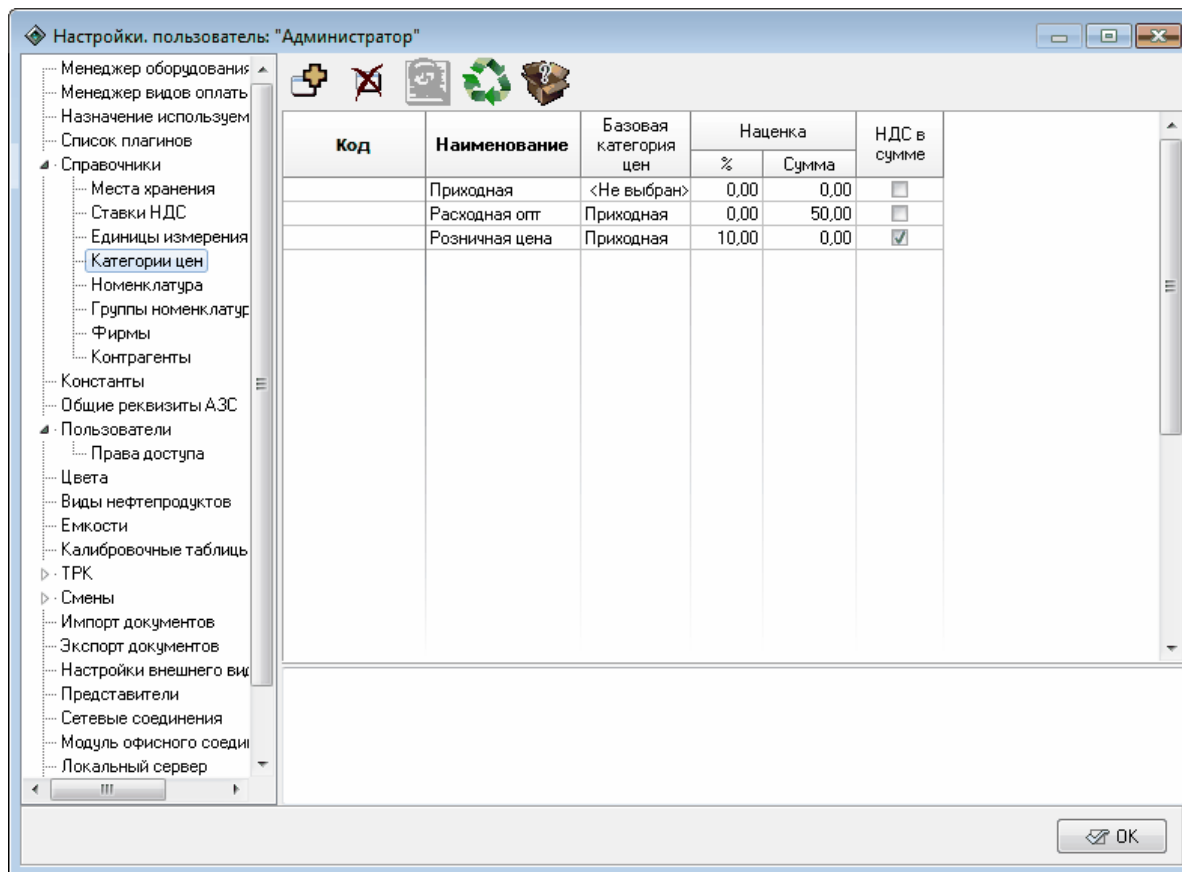 Настройки. пользователь: "Администратор"
Менеджер оборудования
Менеджер видов оплать
Назначение используем
Список плагинов
Справочники
Места хранения
Ставки НДС
Единицы измерения
Категории цен
Номенклатура
Группы номенклатур
Фирмы
Контрагенты
Константы
Общие реквизиты АЗС
Пользователи
Права доступа
Цвета
Виды нефтепродуктов
Емкости
Калибровочные таблиць
ТРК
Смены
Импорт документов
Экспорт документов
Настройки внешнего вид
Представители
Сетевые соединения
Модуль офисного соеди
Локальный сервер
Код Наименование Базовая категория цен Наценка % Сумма НДС в сумме
Приходная <Не выбран> 0,00 0,00
Расходная опт Приходная 0,00 50,00
Розничная цена Приходная 10,00 0,00
OK